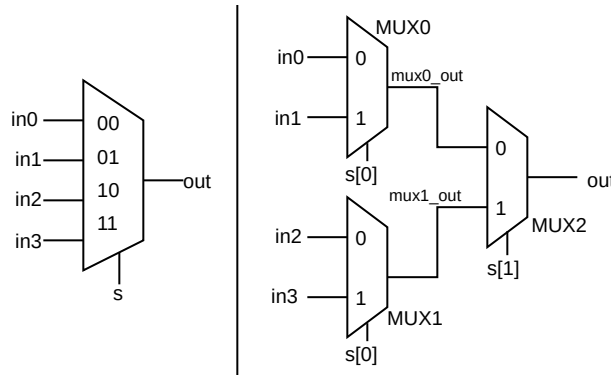 in0
00
in1
01
in2
10
in3
11
out
s
MUX0
in0
0
mux0_out
in1
1
s[0]
mux1_out
in2
0
in3
1
MUX1
s[0]
0
1
out
MUX2
s[1]